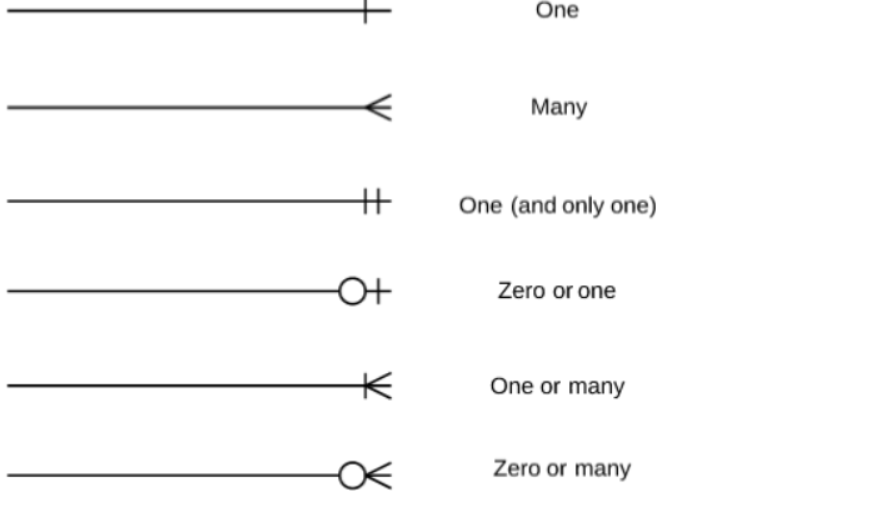 One
Many
One (and only one)
Zero or one
One or many
Zero or many